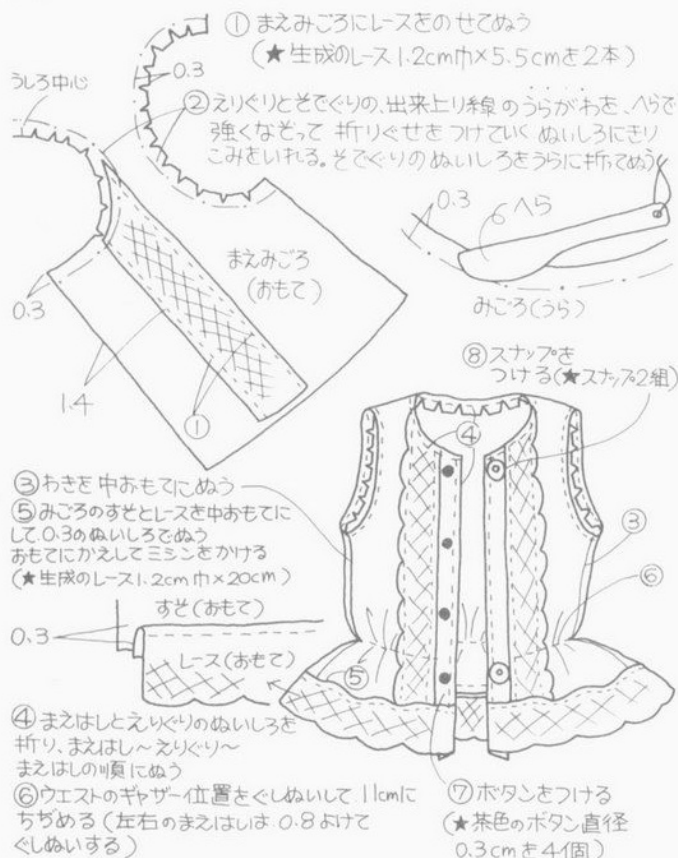 ① まえみごろにレースをのせてぬう
(★生成のレース1.2cm巾×5.5cmを2本)
0.3
うしろ中心
② えりぐりとそでぐりの、出来上り線のうらがわを、へらで
強くなぞって 折りぐせをつけていく ぬいしろにきり
こみをいれる。そでぐりのぬいしろをうらに折ってぬう
0.3
へら
まえみごろ
(おもて)
みごろ(うら)
0.3
1.4
①
⑧ スナップを
つける(★スナップ2組)
④
③ わきを中おもてにぬう
⑤ みごろのすそとレースを中おもてに
して0.3のぬいしろでぬう
おもてにかえしてミシンをかける
(★生成のレース1.2cm巾×20cm)
③
⑥
すそ(おもて)
0.3
レース(おもて)
⑤
④ まえはしとえりぐりのぬいしろを
折り、まえはし~えりぐり~
まえはしの順にぬう
⑥ ウエストのギャザー位置をぐしぬいして11cmに
ちぢめる(左右のまえはしは0.8よけて
ぐしぬいする)
⑦ ボタンをつける
(★茶色のボタン直径
0.3cmを4個)